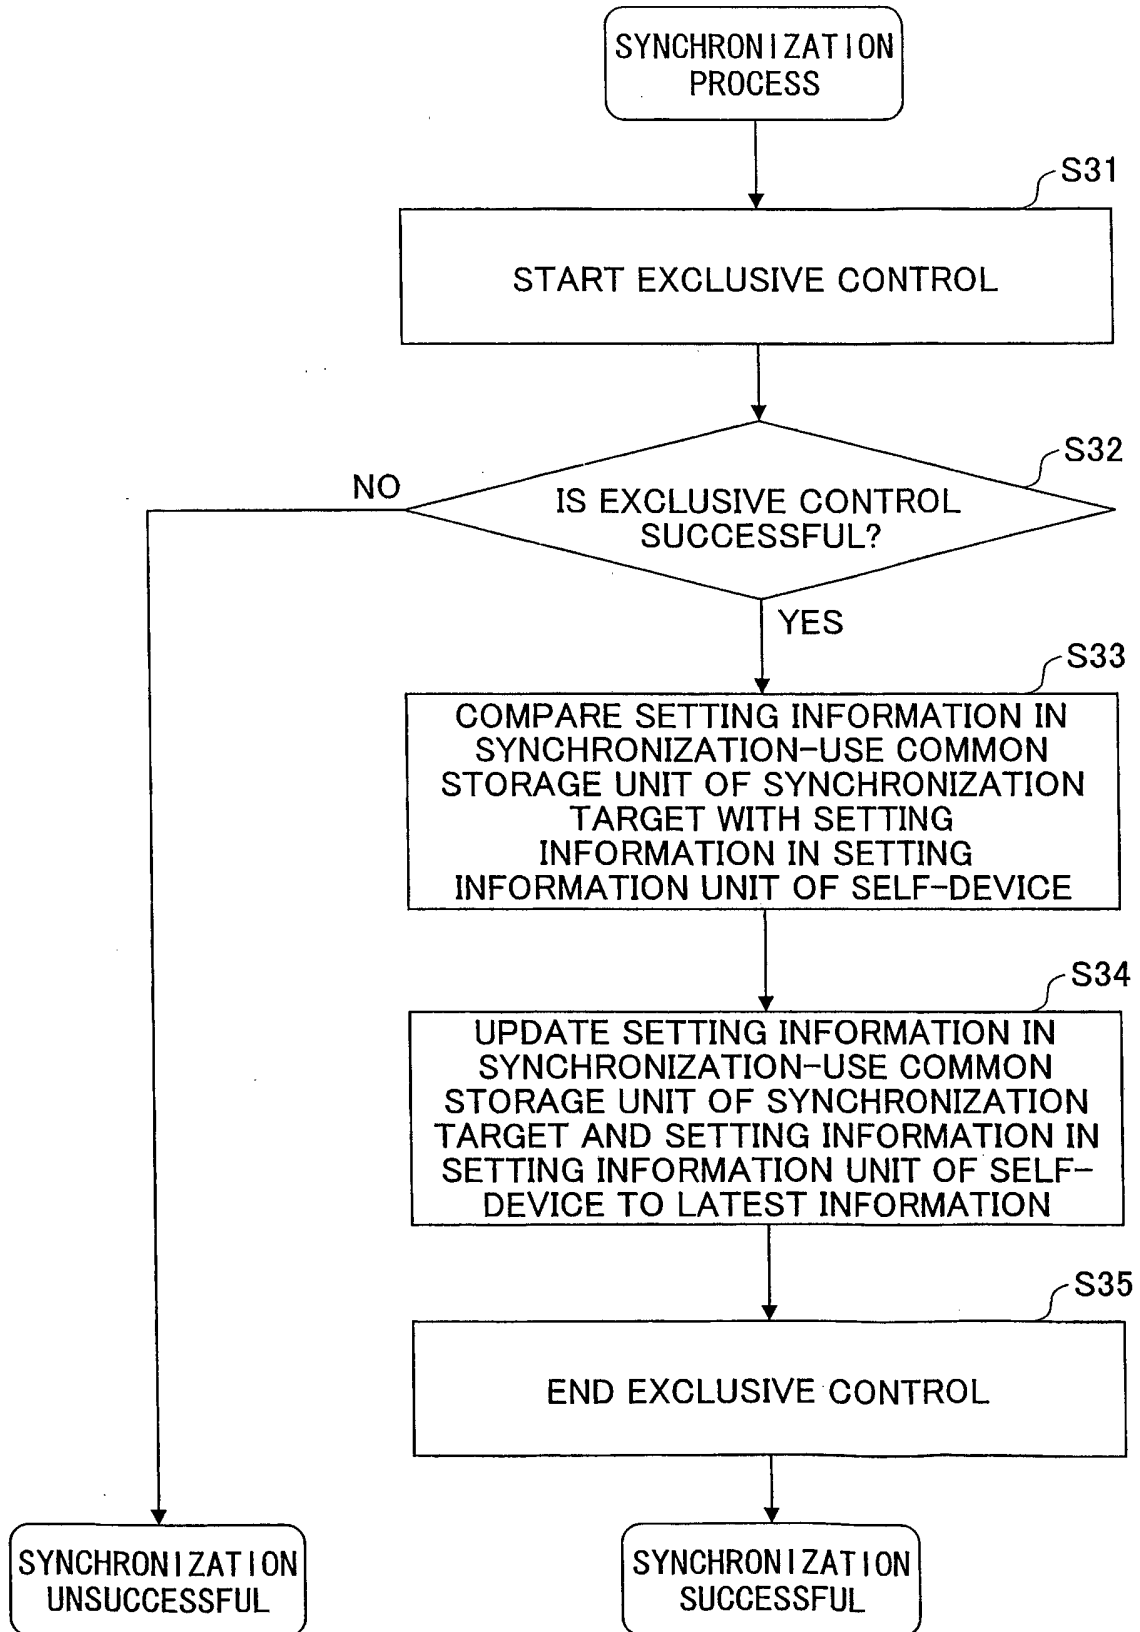 SYNCHRONIZATION
PROCESS
S31
START EXCLUSIVE CONTROL
S32
NO
IS EXCLUSIVE CONTROL
SUCCESSFUL?
YES
S33
COMPARE SETTING INFORMATION IN
SYNCHRONIZATION-USE COMMON
STORAGE UNIT OF SYNCHRONIZATION
TARGET WITH SETTING
INFORMATION IN SETTING
INFORMATION UNIT OF SELF-DEVICE
S34
UPDATE SETTING INFORMATION IN
SYNCHRONIZATION-USE COMMON
STORAGE UNIT OF SYNCHRONIZATION
TARGET AND SETTING INFORMATION IN
SETTING INFORMATION UNIT OF SELF-
DEVICE TO LATEST INFORMATION
S35
END EXCLUSIVE CONTROL
SYNCHRONIZATION
UNSUCCESSFUL
SYNCHRONIZATION
SUCCESSFUL